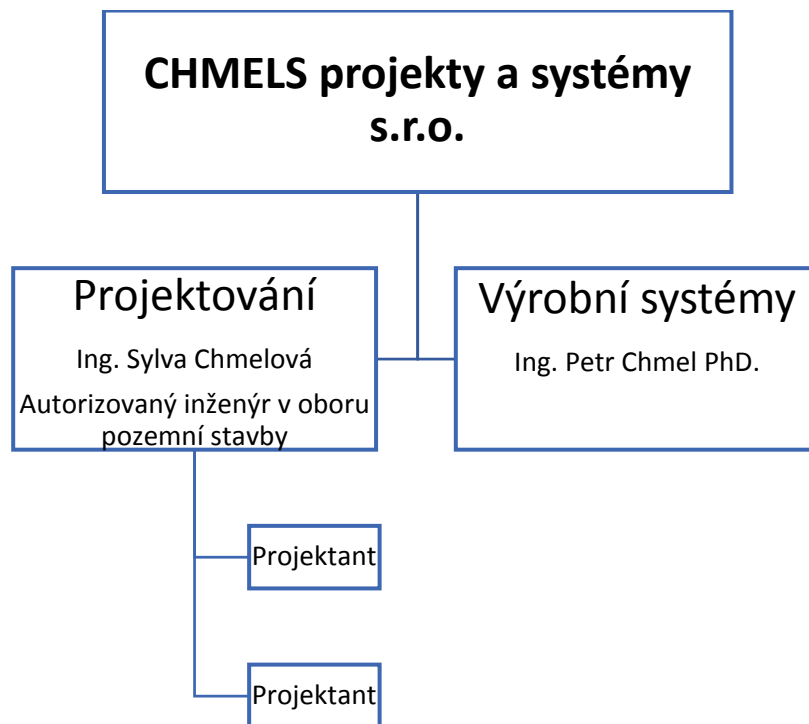 CHMELS projekty a systémy
s.r.o.
Projektování
Ing. Sylva Chmelová
Autorizovaný inženýr v oboru
pozemní stavby
Výrobní systémy
Ing. Petr Chmel PhD.
Projektant
Projektant